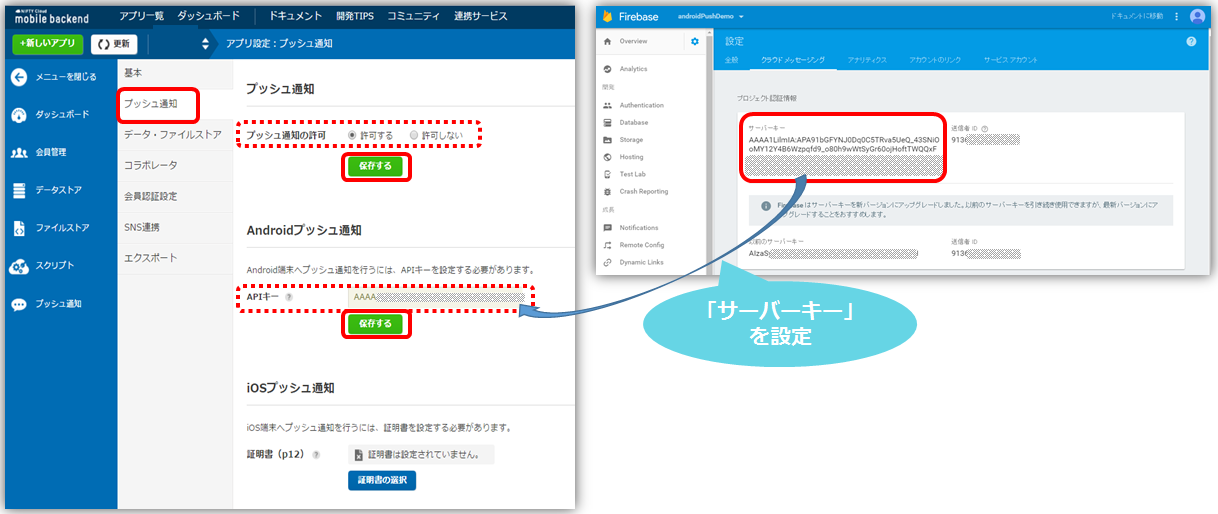 NIFTY Cloud
mobile backend
アプリ一覧 ダッシュボード ドキュメント 開発TIPS コミュニティ 連携サービス
+新しいアプリ 更新 アプリ設定：プッシュ通知
メニューを閉じる
ダッシュボード
会員管理
データストア
ファイルストア
スクリプト
プッシュ通知
基本
プッシュ通知
データ・ファイルストア
コラボレータ
会員認証設定
SNS連携
エクスポート
プッシュ通知
プッシュ通知の許可 許可する 許可しない
保存する
Androidプッシュ通知
Android端末へプッシュ通知を行うには、APIキーを設定する必要があります。
APIキー ? AAAA
保存する
iOSプッシュ通知
iOS端末へプッシュ通知を行うには、証明書を設定する必要があります。
証明書（p12） ? 証明書は設定されていません。
証明書の選択
Firebase androidPushDemo ドキュメントに移動
Overview
Analytics
開発
Authentication
Database
Storage
Hosting
Test Lab
Crash Reporting
成長
Notifications
Remote Config
Dynamic Links
設定
全般 クラウド メッセージング アナリティクス アカウントのリンク サービス アカウント
プロジェクト認証情報
サーバーキー
AAAA1LiImIA:APA91bGFYNJ0Dq0C5TRva5UeQ_43SNiO
oMY12Y4B6Wzpqfd9_o80h9wWtSyGr60ojHoftTWQQxF
送信者 ID ?
9136
Firebase はサーバーキーを新バージョンにアップグレードしました。以前のサーバーキーを引き続き使用できますが、最新バージョンにア
ップグレードすることをおすすめします。
以前のサーバーキー 送信者 ID
AIzaS 9136
「サーバーキー」
を設定